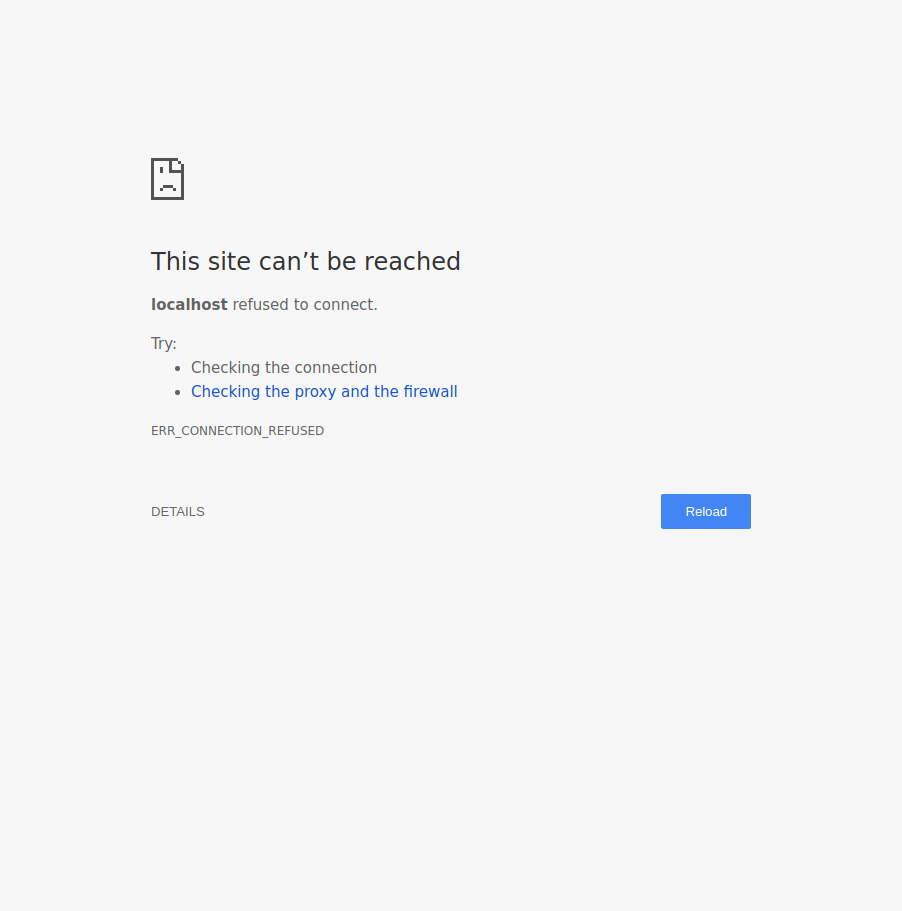 This site can’t be reached
localhost refused to connect.
Try:
Checking the connection
Checking the proxy and the firewall
ERR_CONNECTION_REFUSED
DETAILS
Reload